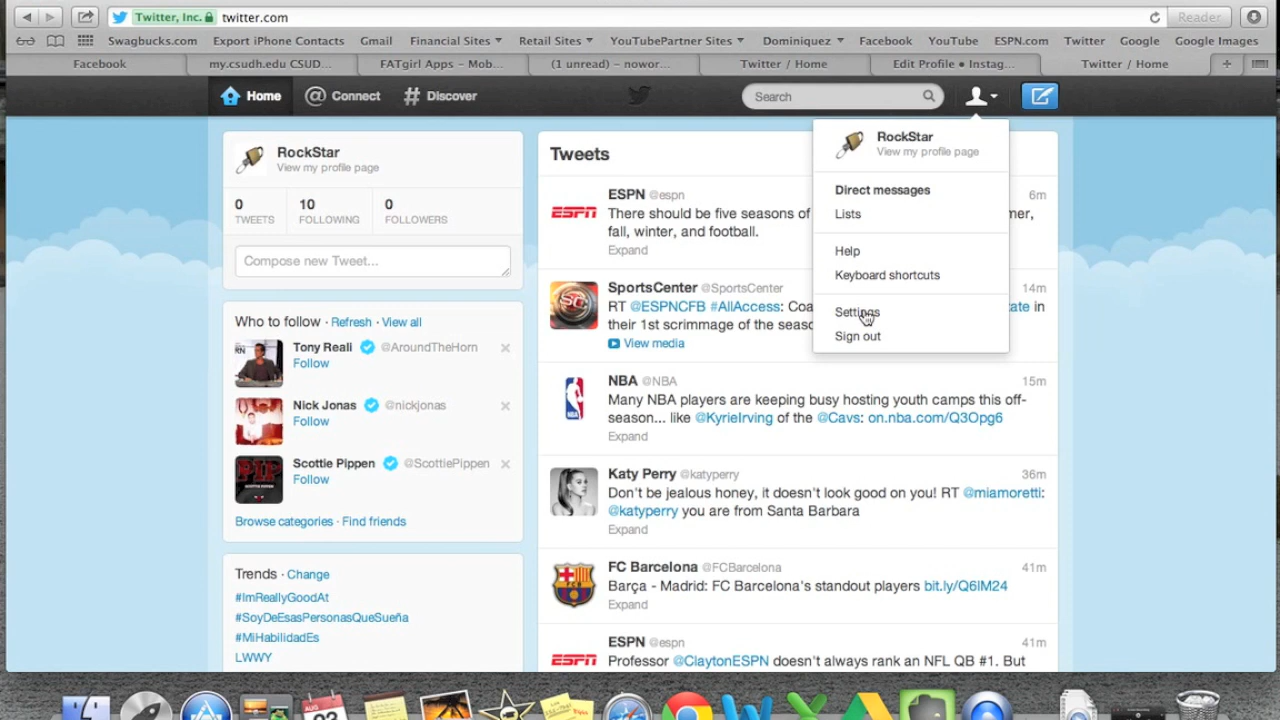 Twitter, Inc. twitter.com
Reader
Swagbucks.com Export iPhone Contacts Gmail Financial Sites Retail Sites YouTubePartner Sites Dominiquez Facebook YouTube ESPN.com Twitter Google Google Images
Facebook my.csudh.edu CSUD... FATgirl Apps – Mob... (1 unread) – nowor... Twitter / Home Edit Profile • Instag... Twitter / Home
Home @ Connect # Discover Search
RockStar
View my profile page
0 10 0
TWEETS FOLLOWING FOLLOWERS
Compose new Tweet...
Who to follow · Refresh · View all
Tony Reali @AroundTheHorn
Follow
Nick Jonas @nickjonas
Follow
Scottie Pippen @ScottiePippen
PIP
Follow
Browse categories · Find friends
Trends · Change
#ImReallyGoodAt
#SoyDeEsasPersonasQueSueña
#MiHabilidadEs
LWWY
Tweets
ESPN @espn 6m
ESPN
There should be five seasons of
fall, winter, and football.
Expand
SportsCenter @SportsCenter 14m
SC
RT @ESPNCFB #AllAccess: in
their 1st scrimmage of the
View media
NBA @NBA 15m
NBA
Many NBA players are keeping busy hosting youth camps this off-
season... like @KyrieIrving of the @Cavs: on.nba.com/Q3Opg6
Expand
Katy Perry @katyperry 36m
Don't be jealous honey, it doesn't look good on you! RT @miamoretti:
@katyperry you are from Santa Barbara
Expand
FC Barcelona @FCBarcelona 41m
Barça - Madrid: FC Barcelona's standout players bit.ly/Q6lM24
Expand
ESPN @espn 41m
ESPN
Professor @ClaytonESPN doesn't always rank an NFL QB #1. But
RockStar
View my profile page
Direct messages
Lists
Help
Keyboard shortcuts
Settings
Sign out
AUG